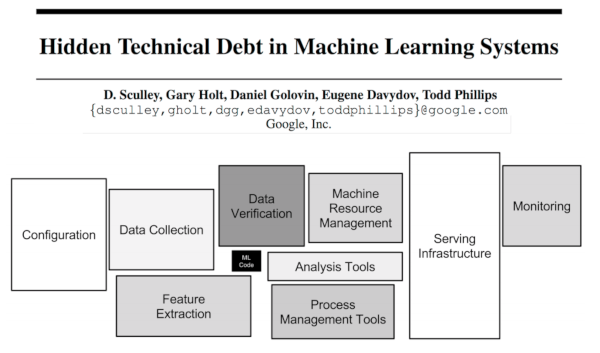 Hidden Technical Debt in Machine Learning Systems
D. Sculley, Gary Holt, Daniel Golovin, Eugene Davydov, Todd Phillips
{dsculley,gholt,dgg,edavydov,toddphillips}@google.com
Google, Inc.
Configuration
Data Collection
Data
Verification
Machine
Resource
Management
Monitoring
Serving
Infrastructure
ML
Code
Analysis Tools
Feature
Extraction
Process
Management Tools